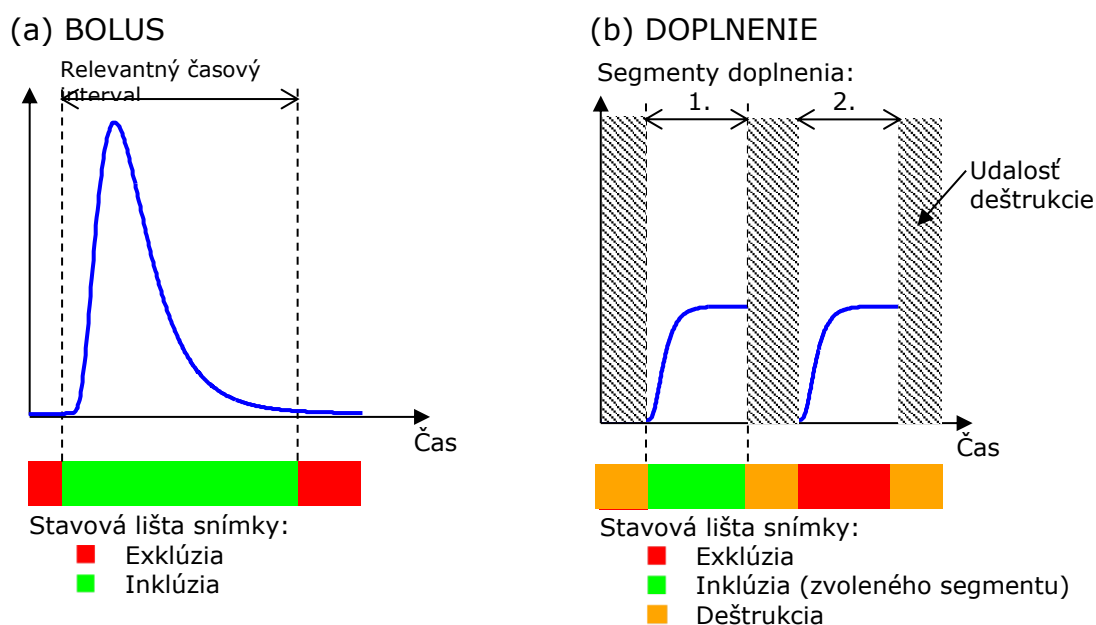 (a) BOLUS
Relevantný časový
interval
Čas
Stavová lišta snímky:
Exklúzia
Inklúzia
(b) DOPLNENIE
Segmenty doplnenia:
1.
2.
Udalosť
deštrukcie
Čas
Stavová lišta snímky:
Exklúzia
Inklúzia (zvoleného segmentu)
Deštrukcia